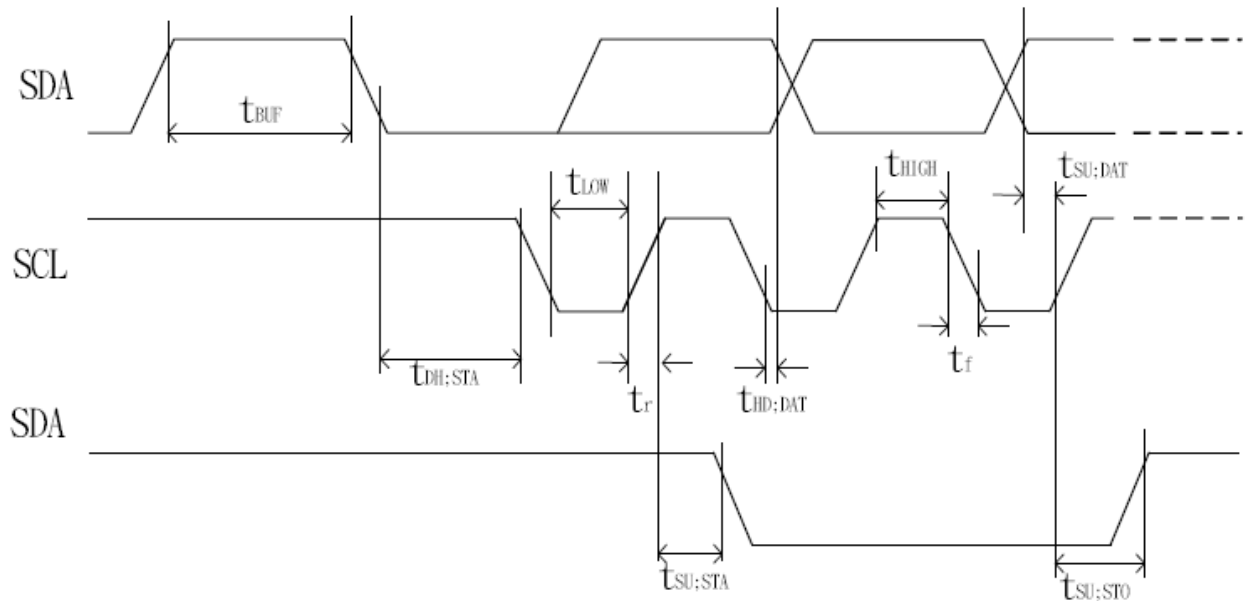 SDA
tBUF
tLOW
tHIGH
tSU;DAT
SCL
tDH;STA
tr
tHD;DAT
tf
SDA
tSU;STA
tSU;STO